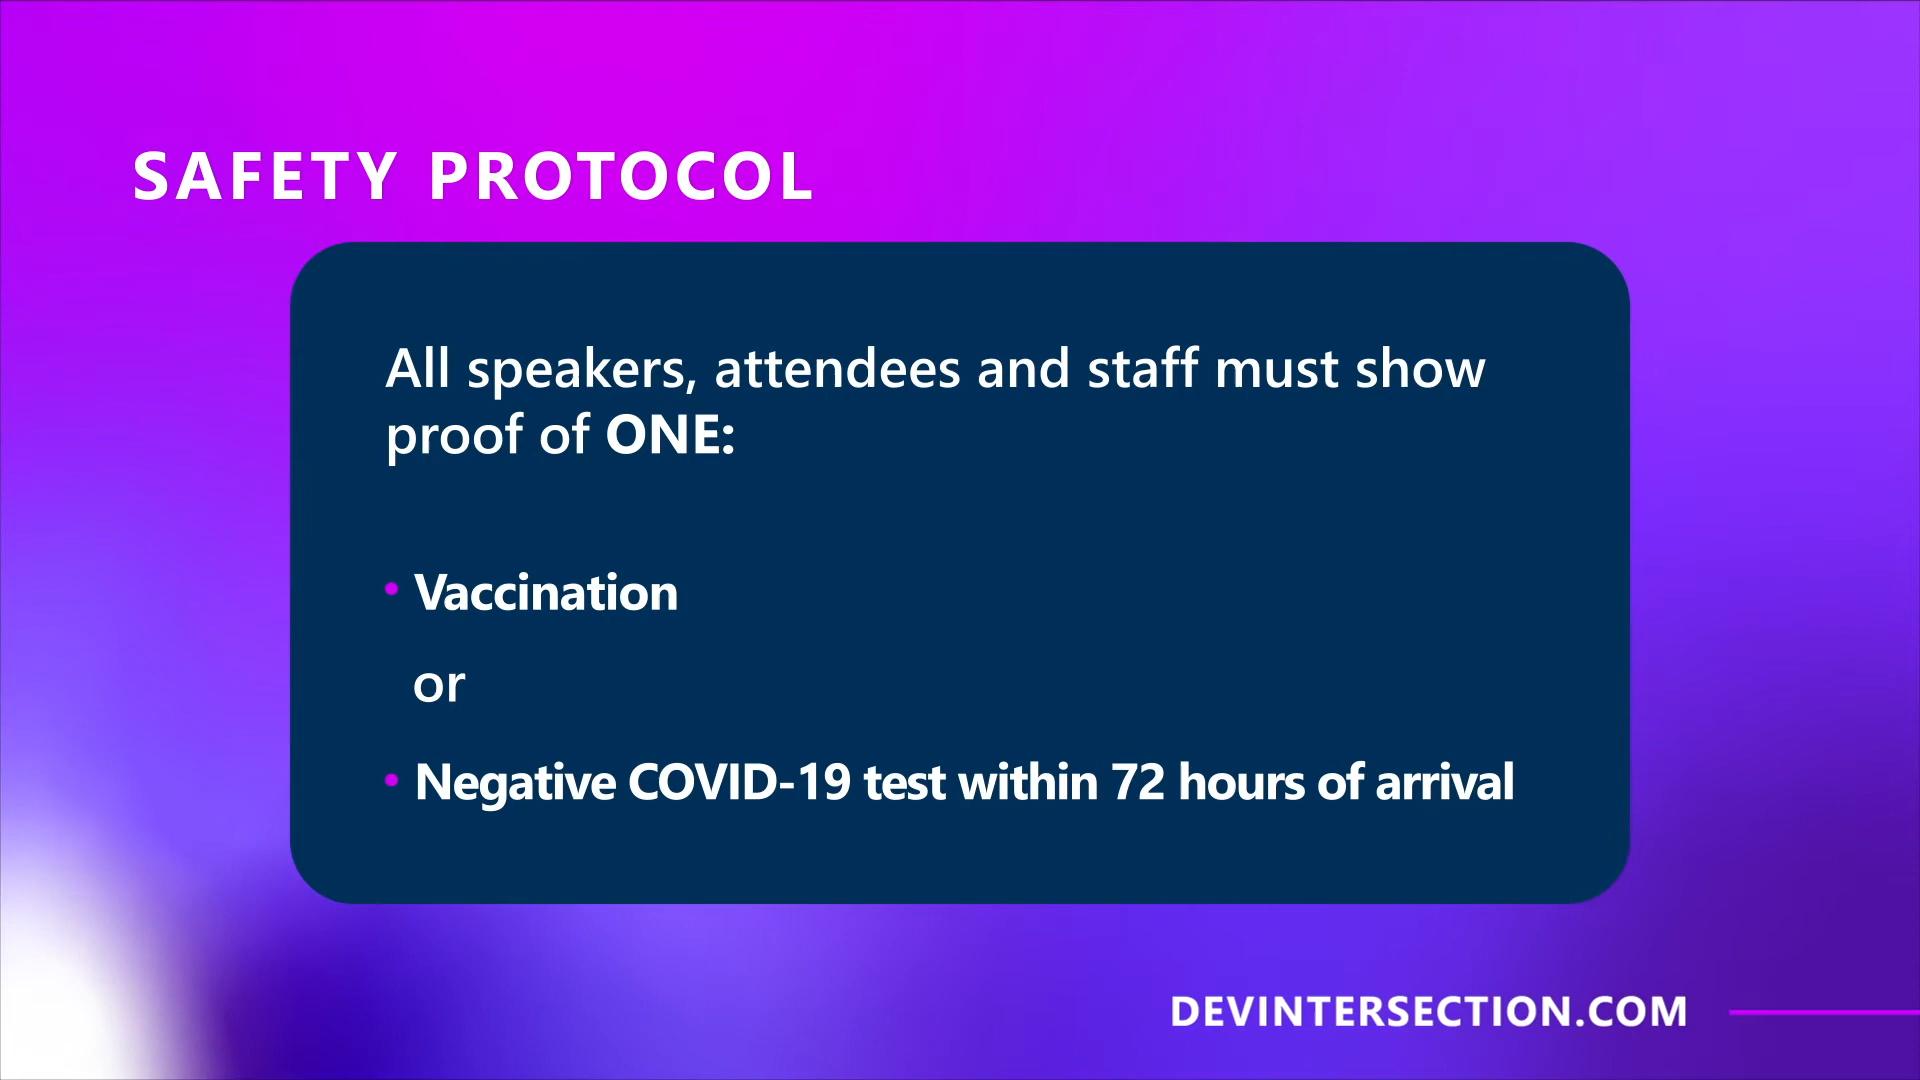 SAFETY PROTOCOL
All speakers, attendees and staff must show
proof of ONE:
• Vaccination
or
• Negative COVID-19 test within 72 hours of arrival
DEVINTERSECTION.COM